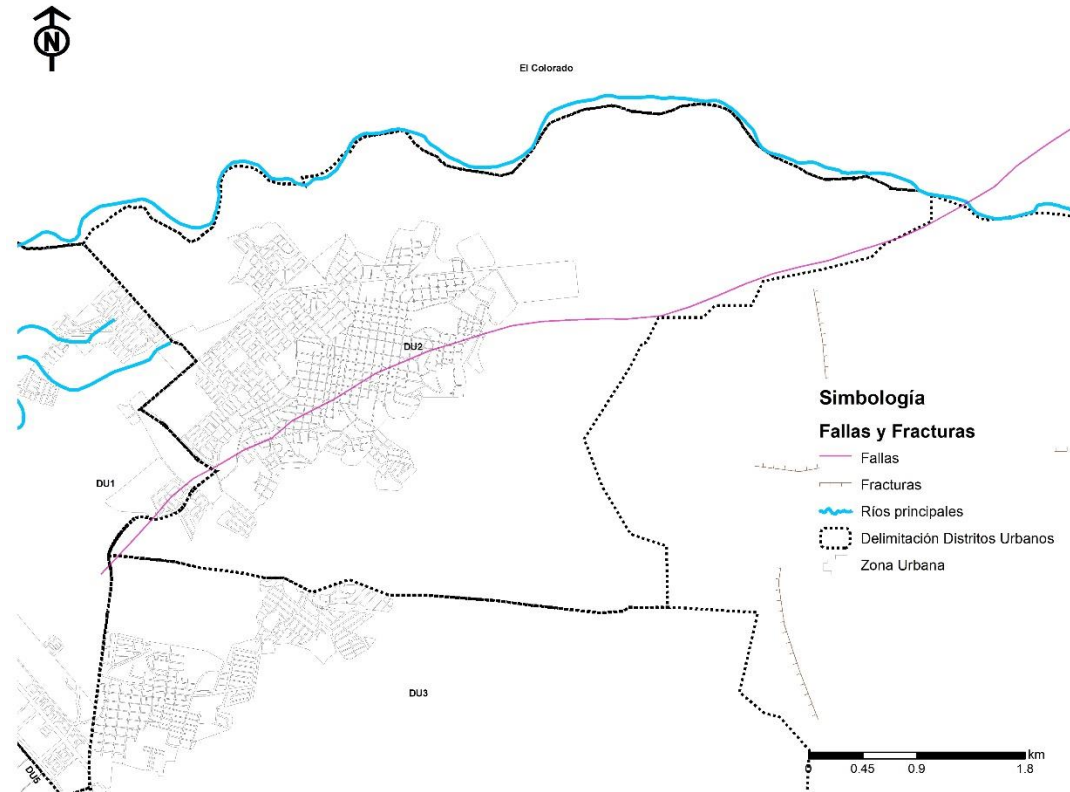 N
El Colorado
DU2
Simbología
Fallas y Fracturas
Fallas
Fracturas
Ríos principales
Delimitación Distritos Urbanos
Zona Urbana
DU1
DU3
DU5
km
0 0.45 0.9 1.8